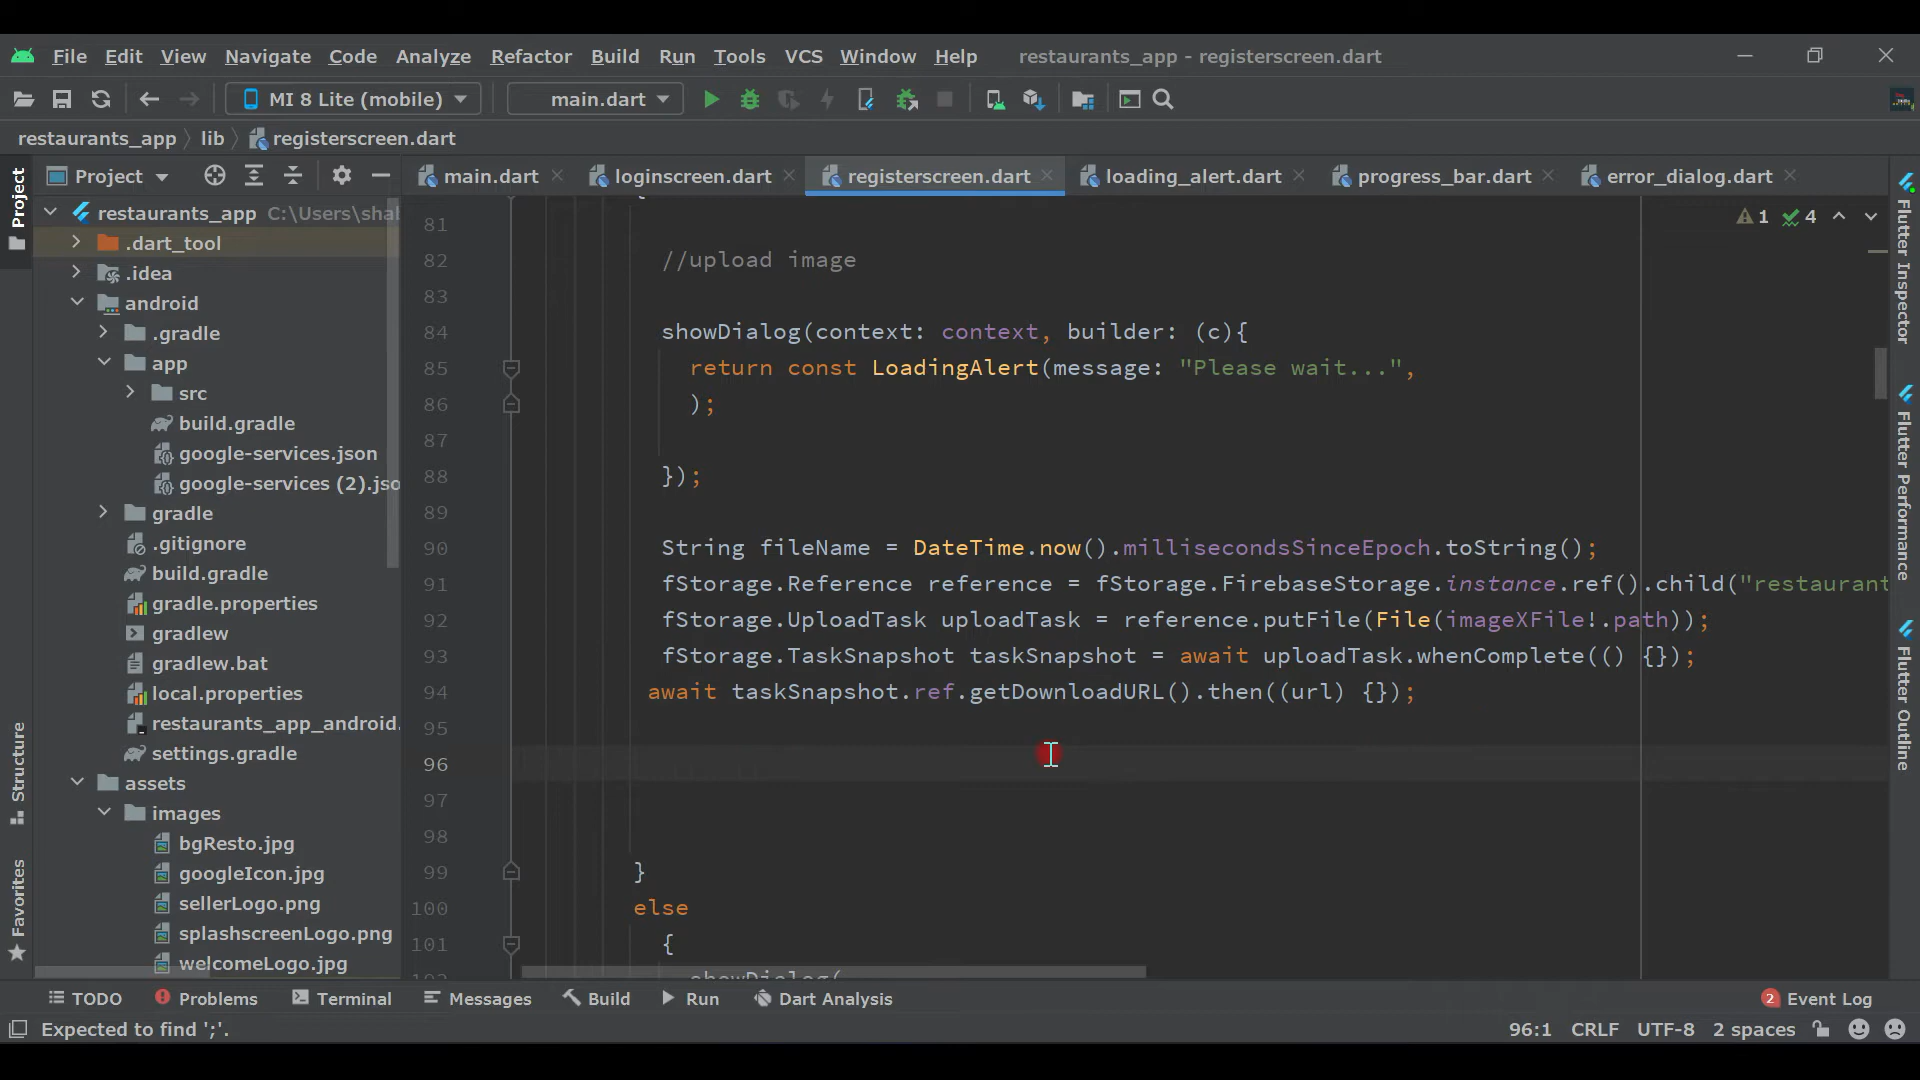 File Edit View Navigate Code Analyze Refactor Build Run Tools VCS Window Help restaurants_app - registerscreen.dart
MI 8 Lite (mobile) main.dart
restaurants_app lib registerscreen.dart
Project main.dart loginscreen.dart registerscreen.dart loading_alert.dart progress_bar.dart error_dialog.dart
Project
Structure
Favorites
restaurants_app C:\Users\shal
.dart_tool
.idea
android
.gradle
app
src
build.gradle
google-services.json
google-services (2).jso
gradle
.gitignore
build.gradle
gradle.properties
gradlew
gradlew.bat
local.properties
restaurants_app_android.
settings.gradle
assets
images
bgResto.jpg
googleIcon.jpg
sellerLogo.png
splashscreenLogo.png
welcomeLogo.jpg
1 4
81
82 //upload image
83
84 showDialog(context: context, builder: (c){
85 return const LoadingAlert(message: "Please wait...",
86 );
87
88 });
89
90 String fileName = DateTime.now().millisecondsSinceEpoch.toString();
91 fStorage.Reference reference = fStorage.FirebaseStorage.instance.ref().child("restaurant
92 fStorage.UploadTask uploadTask = reference.putFile(File(imageXFile!.path));
93 fStorage.TaskSnapshot taskSnapshot = await uploadTask.whenComplete(() {});
94 await taskSnapshot.ref.getDownloadURL().then((url) {});
95
96
97
98
99 }
100 else
101 {
showDialog(
Flutter Inspector
Flutter Performance
Flutter Outline
TODO Problems Terminal Messages Build Run Dart Analysis 2 Event Log
Expected to find ';'. 96:1 CRLF UTF-8 2 spaces